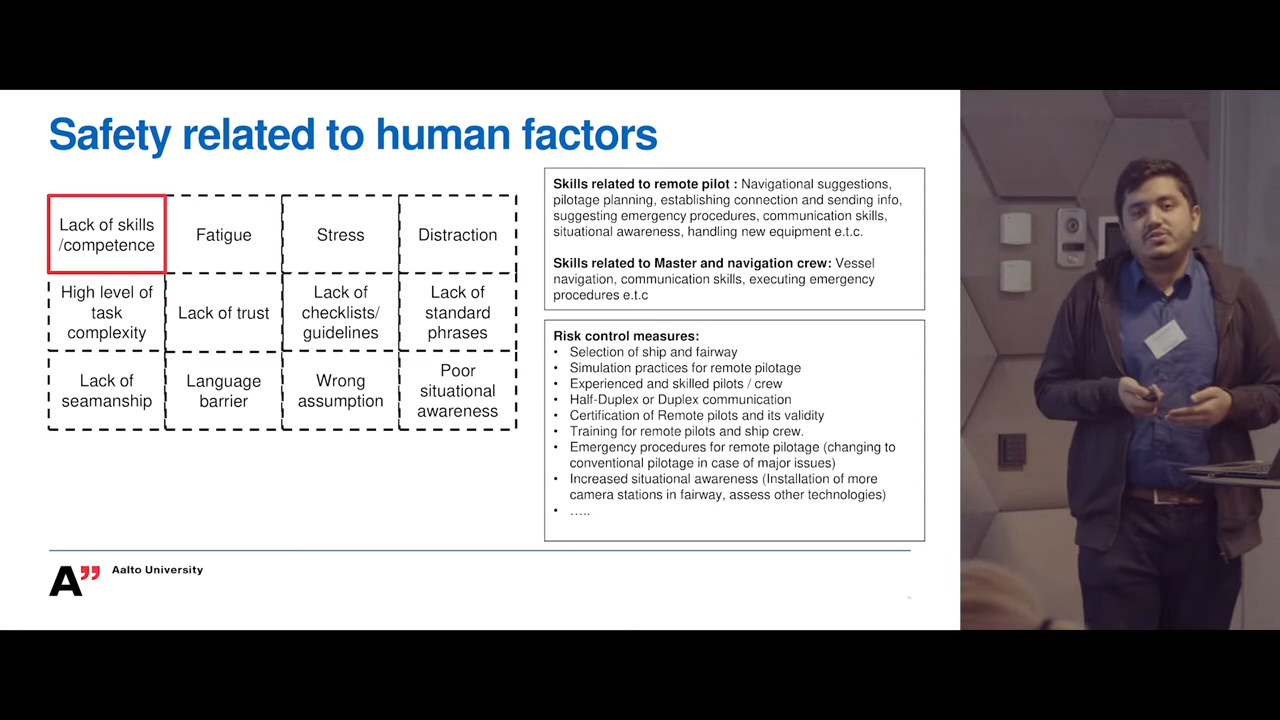 Safety related to human factors
Lack of skills
/competence
Fatigue
Stress
Distraction
High level of
task
complexity
Lack of trust
Lack of
checklists/
guidelines
Lack of
standard
phrases
Lack of
seamanship
Language
barrier
Wrong
assumption
Poor
situational
awareness
Skills related to remote pilot : Navigational suggestions,
pilotage planning, establishing connection and sending info,
suggesting emergency procedures, communication skills,
situational awareness, handling new equipment e.t.c.
Skills related to Master and navigation crew: Vessel
navigation, communication skills, executing emergency
procedures e.t.c
Risk control measures:
• Selection of ship and fairway
• Simulation practices for remote pilotage
• Experienced and skilled pilots / crew
• Half-Duplex or Duplex communication
• Certification of Remote pilots and its validity
• Training for remote pilots and ship crew.
• Emergency procedures for remote pilotage (changing to
conventional pilotage in case of major issues)
• Increased situational awareness (Installation of more
camera stations in fairway, assess other technologies)
• …..
A”
Aalto University